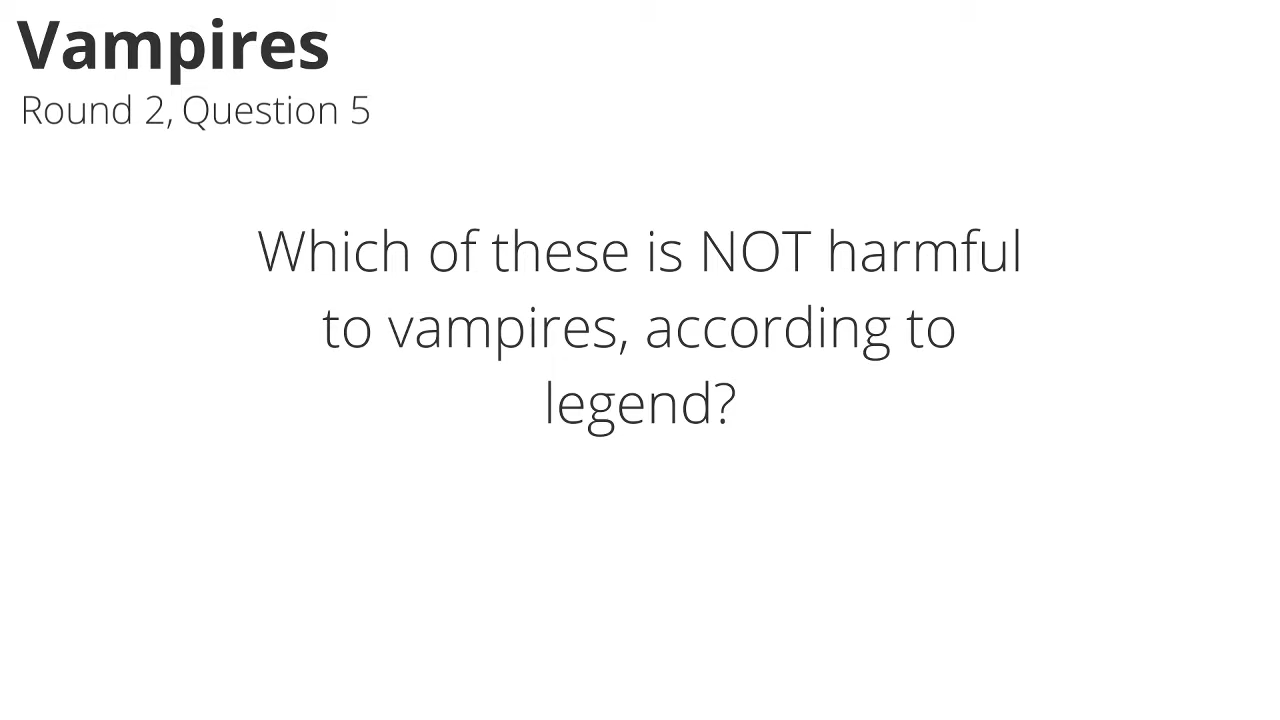 Vampires
Round 2, Question 5
Which of these is NOT harmful
to vampires, according to
legend?